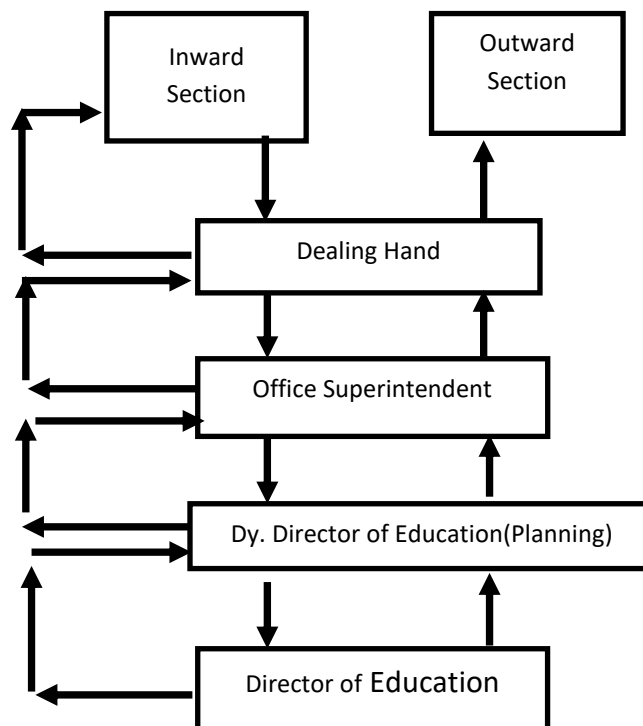 Inward
Section
Outward
Section
Dealing Hand
Office Superintendent
Dy. Director of Education(Planning)
Director of Education